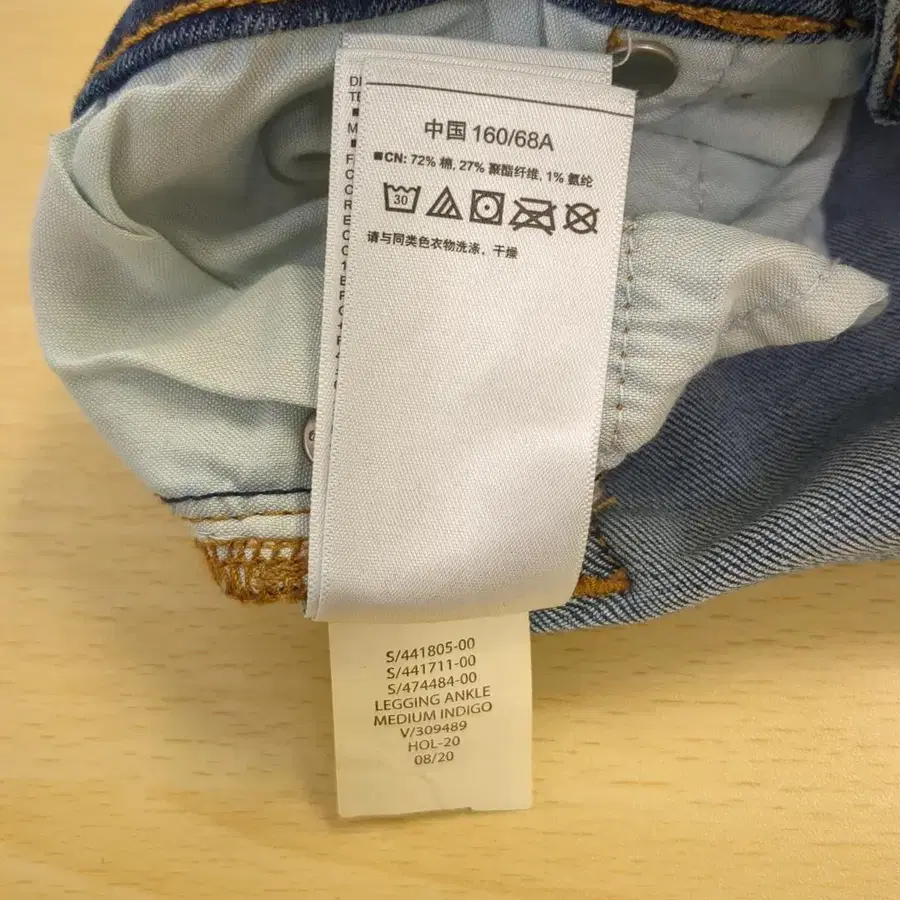 中国 160/68A
■CN: 72% 棉, 27% 聚酯纤维, 1% 氨纶
30
请与同类色衣物洗涤、干燥
S/441805-00
S/441711-00
S/474484-00
LEGGING ANKLE
MEDIUM INDIGO
V/309489
HOL-20
08/20